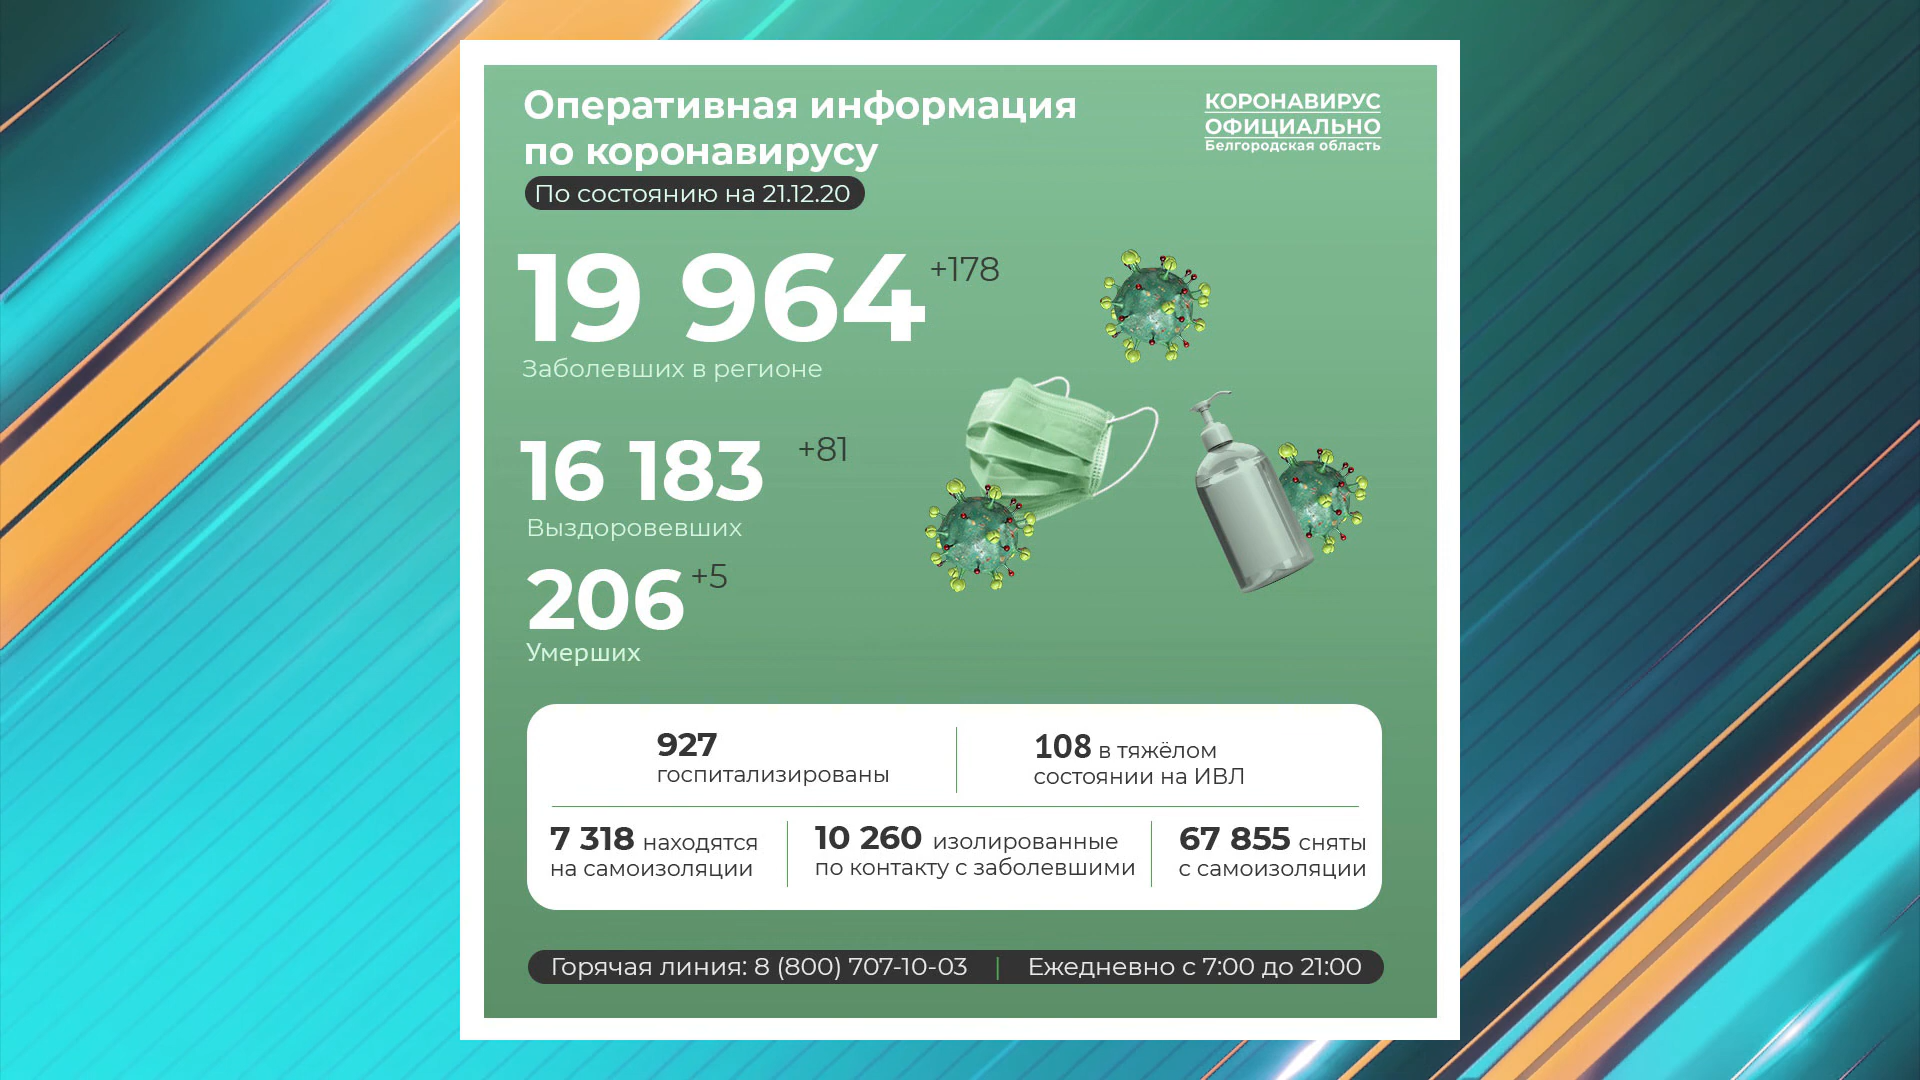 Оперативная информация
по коронавирусу
По состоянию на 21.12.20
КОРОНАВИРУС
ОФИЦИАЛЬНО
Белгородская область
19 964 +178
Заболевших в регионе
16 183 +81
Выздоровевших
206 +5
Умерших
927
госпитализированы
108 в тяжёлом
состоянии на ИВЛ
7 318 находятся
на самоизоляции
10 260 изолированные
по контакту с заболевшими
67 855 сняты
с самоизоляции
Горячая линия: 8 (800) 707-10-03 | Ежедневно с 7:00 до 21:00